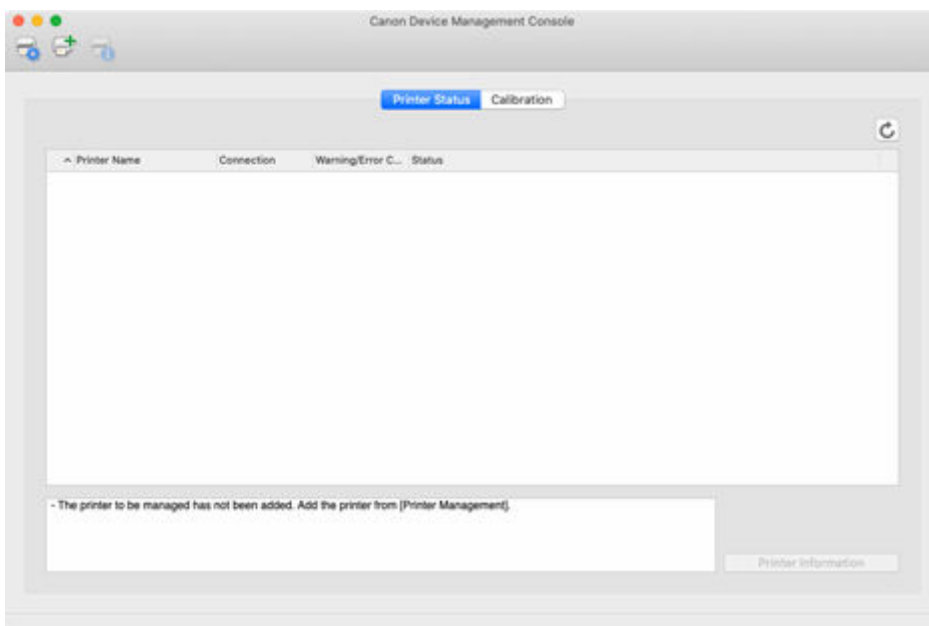 Canon Device Management Console
Printer Status Calibration
Printer Name Connection Warning/Error C... Status
- The printer to be managed has not been added. Add the printer from [Printer Management].
Printer Information